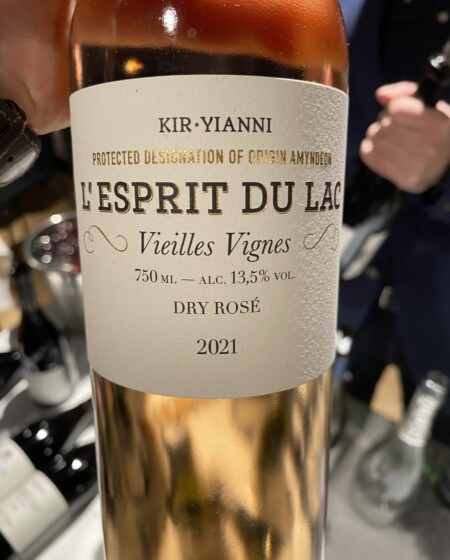 KIR•YIANNI
PROTECTED DESIGNATION OF ORIGIN AMYNDEON
L'ESPRIT DU LAC
Vieilles Vignes
750 ML — ALC. 13,5% VOL.
DRY ROSÉ
2021